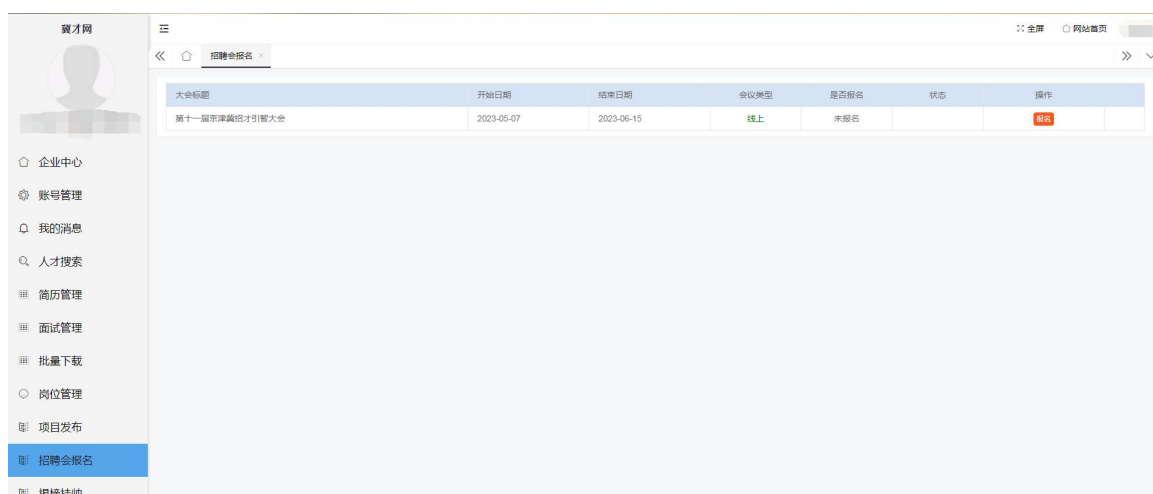 冀才网
全屏 网站首页
招聘会报名 ×
大会标题 开始日期 结束日期 会议类型 是否报名 状态 操作
第十一届京津冀招才引智大会 2023-05-07 2023-06-15 线上 未报名 报名
企业中心
账号管理
我的消息
人才搜索
简历管理
面试管理
批量下载
岗位管理
项目发布
招聘会报名
揭榜挂帅